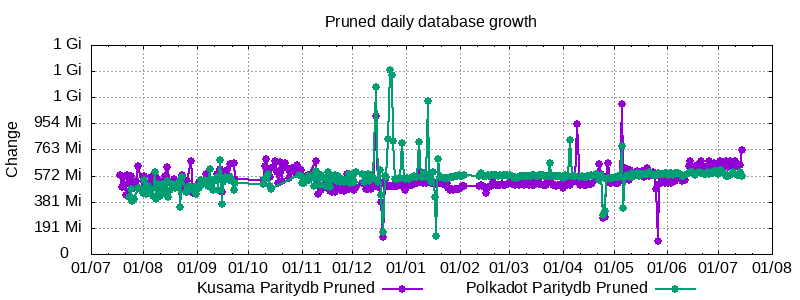 Pruned daily database growth
Change
1 Gi
1 Gi
1 Gi
954 Mi
763 Mi
572 Mi
381 Mi
191 Mi
0
01/07 01/08 01/09 01/10 01/11 01/12 01/01 01/02 01/03 01/04 01/05 01/06 01/07 01/08
Kusama Paritydb Pruned Polkadot Paritydb Pruned